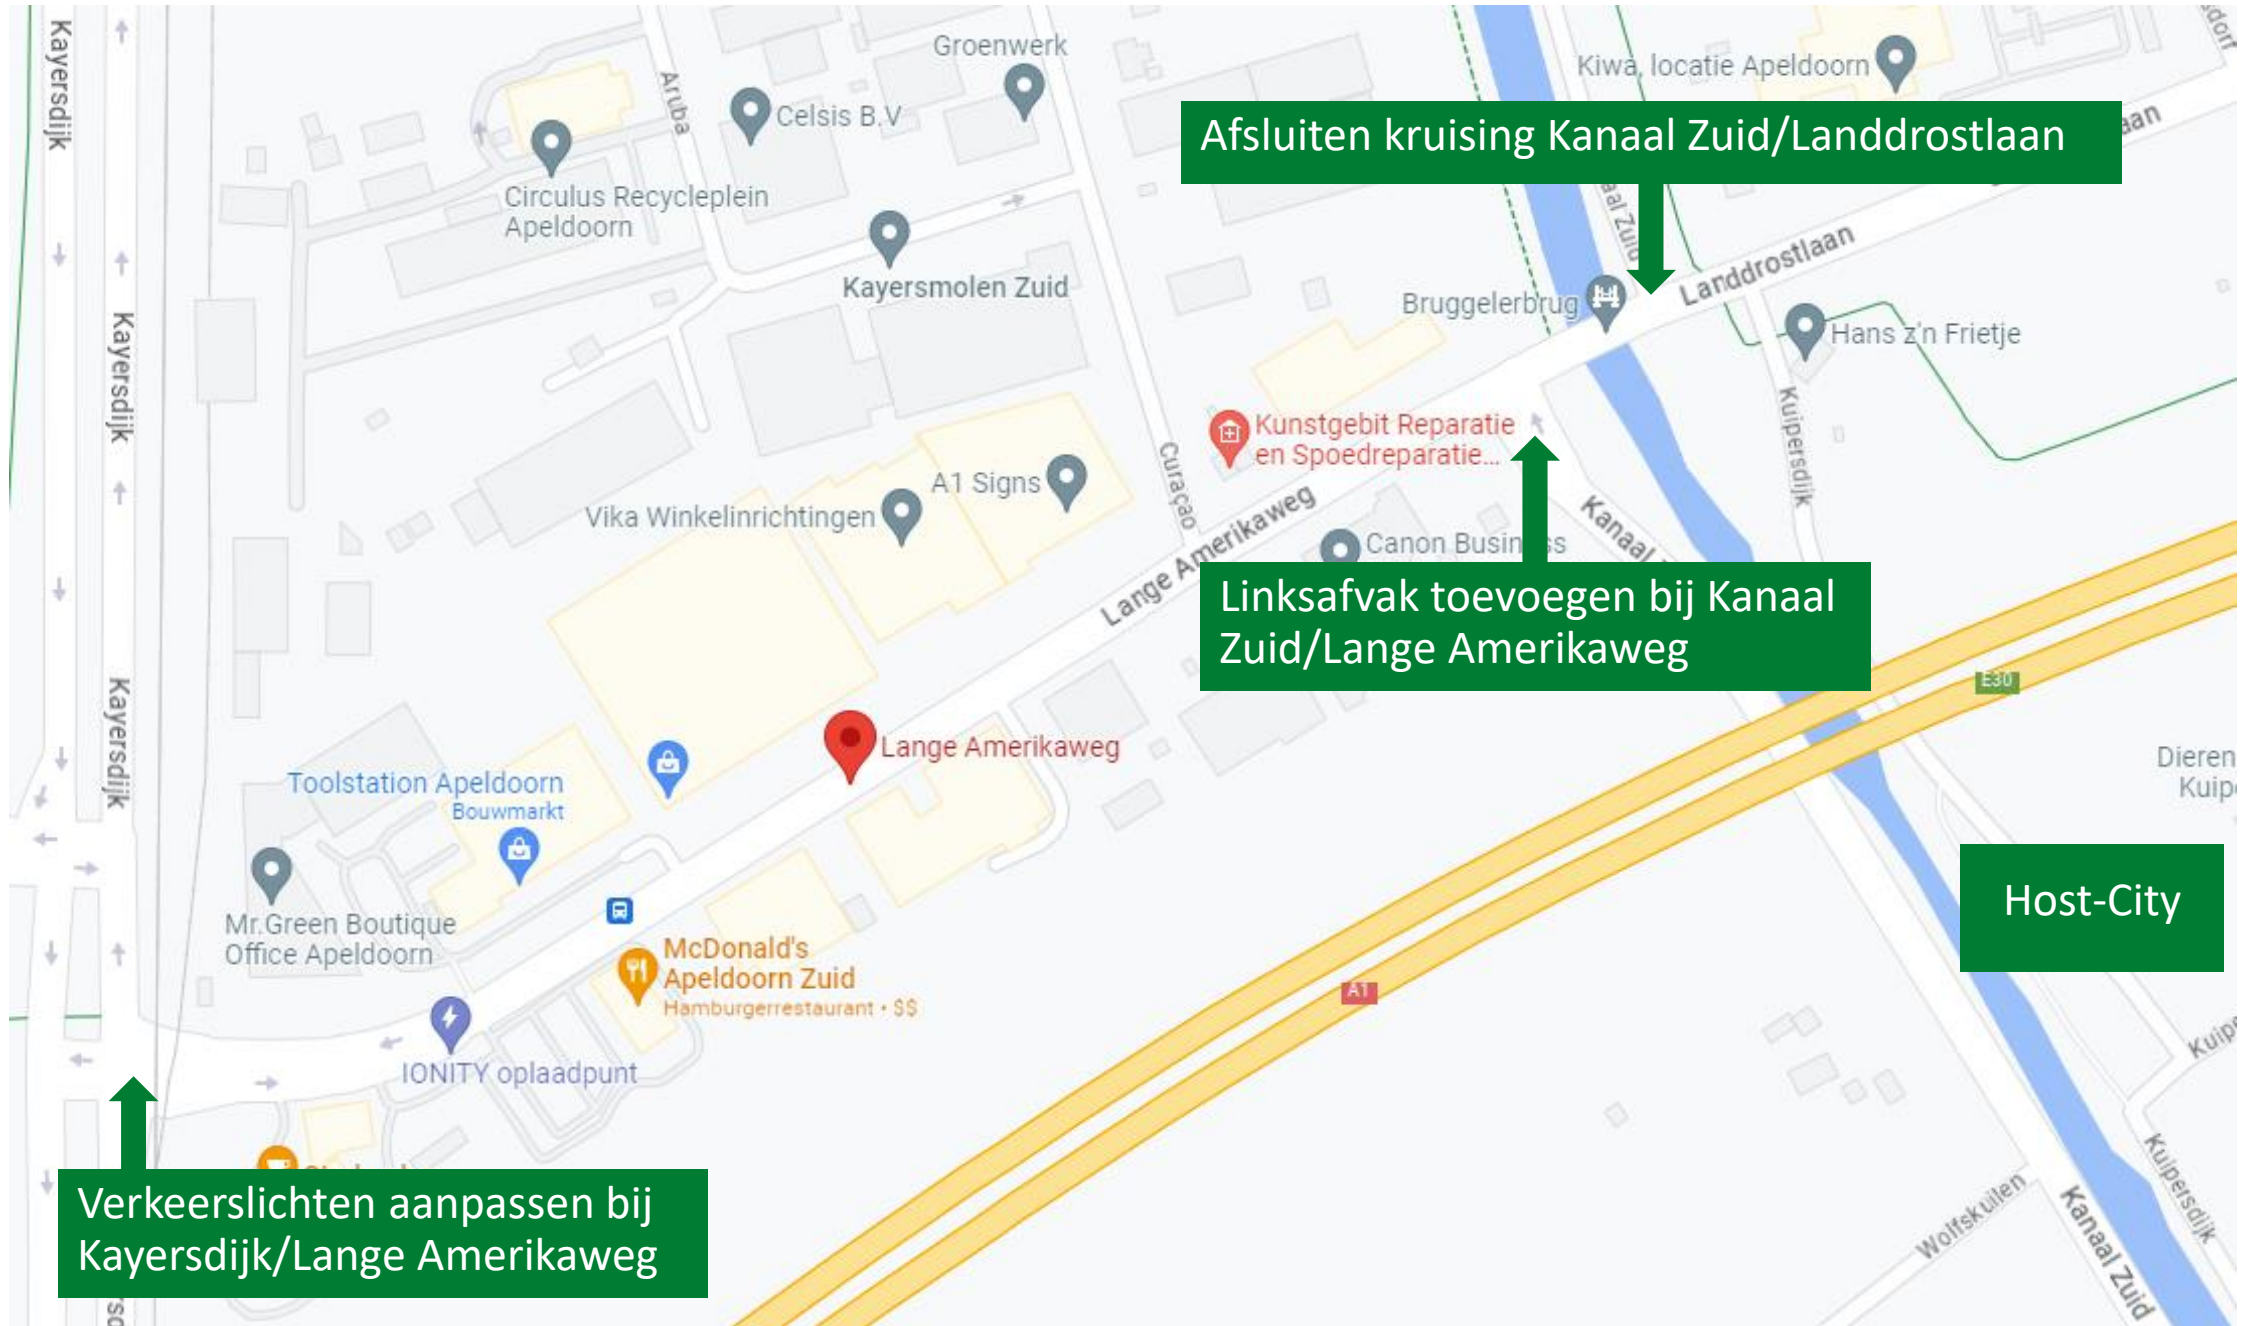 Kayersdijk
Aruba
Groenwerk
Celsis B.V
Kiwa, locatie Apeldoorn
Afsluiten kruising Kanaal Zuid/Landdrostlaan
Circulus Recycleplein
Apeldoorn
Kayersmolen Zuid
Landdrostlaan
Bruggelerbrug
Hans z'n Frietje
Kayersdijk
Kuipersdijk
Kunstgebit Reparatie
en Spoedreparatie...
A1 Signs
Curaçao
Vika Winkelinrichtingen
Lange Amerikaweg
Canon Business
Kanaal
Linksafvak toevoegen bij Kanaal
Zuid/Lange Amerikaweg
E30
Kayersdijk
Lange Amerikaweg
Toolstation Apeldoorn
Bouwmarkt
Dieren
Kuip
Host-City
Mr.Green Boutique
Office Apeldoorn
McDonald's
Apeldoorn Zuid
Hamburgerrestaurant • $$
A1
IONITY oplaadpunt
Kuip
Verkeerslichten aanpassen bij
Kayersdijk/Lange Amerikaweg
Wolfskuilen
Kanaal Zuid
Kuipersdijk